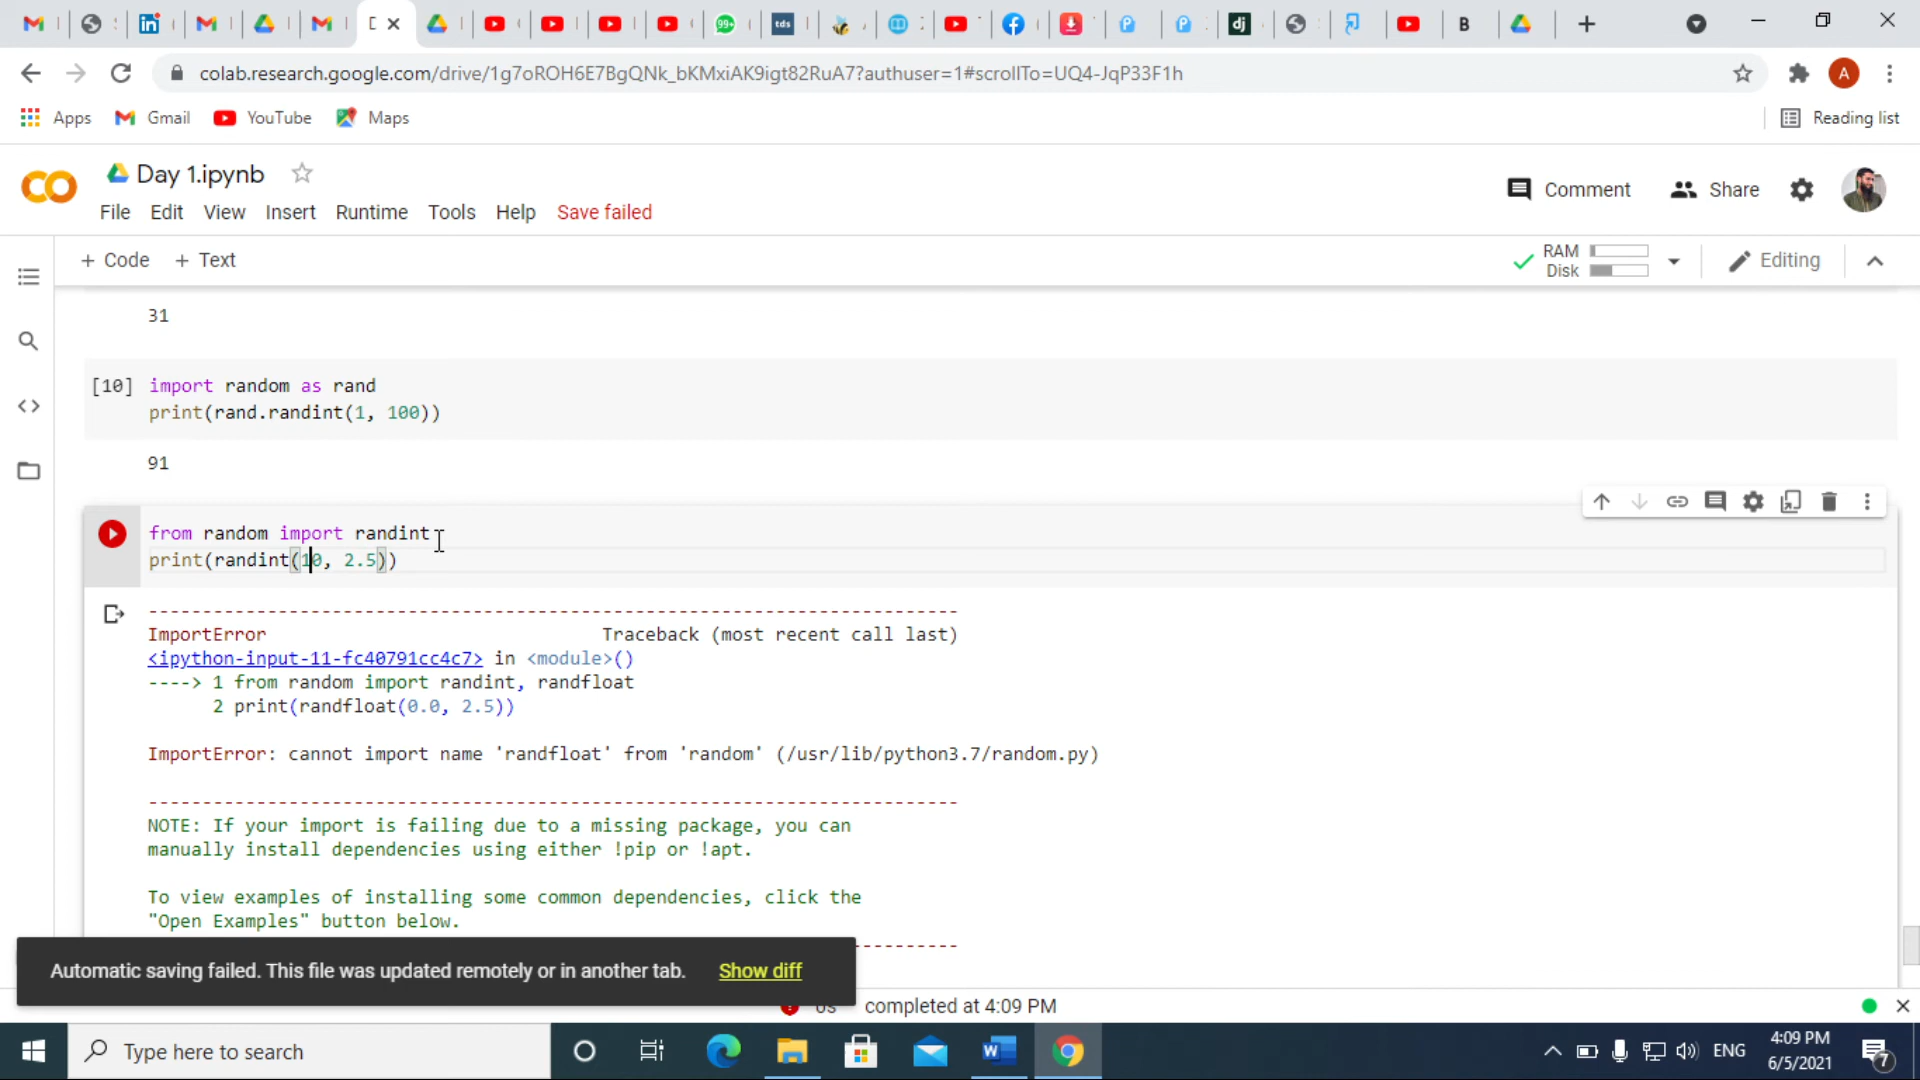 colab.research.google.com/drive/1g7oROH6E7BgQNk_bKMxiAK9igt82RuA7?authuser=1#scrollTo=UQ4-JqP33F1h
A
Apps Gmail YouTube Maps Reading list
Day 1.ipynb
File Edit View Insert Runtime Tools Help Save failed
Comment Share
+ Code + Text
RAM
Disk
Editing
31
[10] import random as rand
print(rand.randint(1, 100))
91
from random import randint
print(randint(10, 2.5))
---------------------------------------------------------------------------
ImportError Traceback (most recent call last)
<ipython-input-11-fc40791cc4c7> in <module>()
----> 1 from random import randint, randfloat
2 print(randfloat(0.0, 2.5))
ImportError: cannot import name 'randfloat' from 'random' (/usr/lib/python3.7/random.py)
---------------------------------------------------------------------------
NOTE: If your import is failing due to a missing package, you can
manually install dependencies using either !pip or !apt.
To view examples of installing some common dependencies, click the
"Open Examples" button below.
Automatic saving failed. This file was updated remotely or in another tab. Show diff
completed at 4:09 PM
Type here to search
ENG
4:09 PM
6/5/2021
7